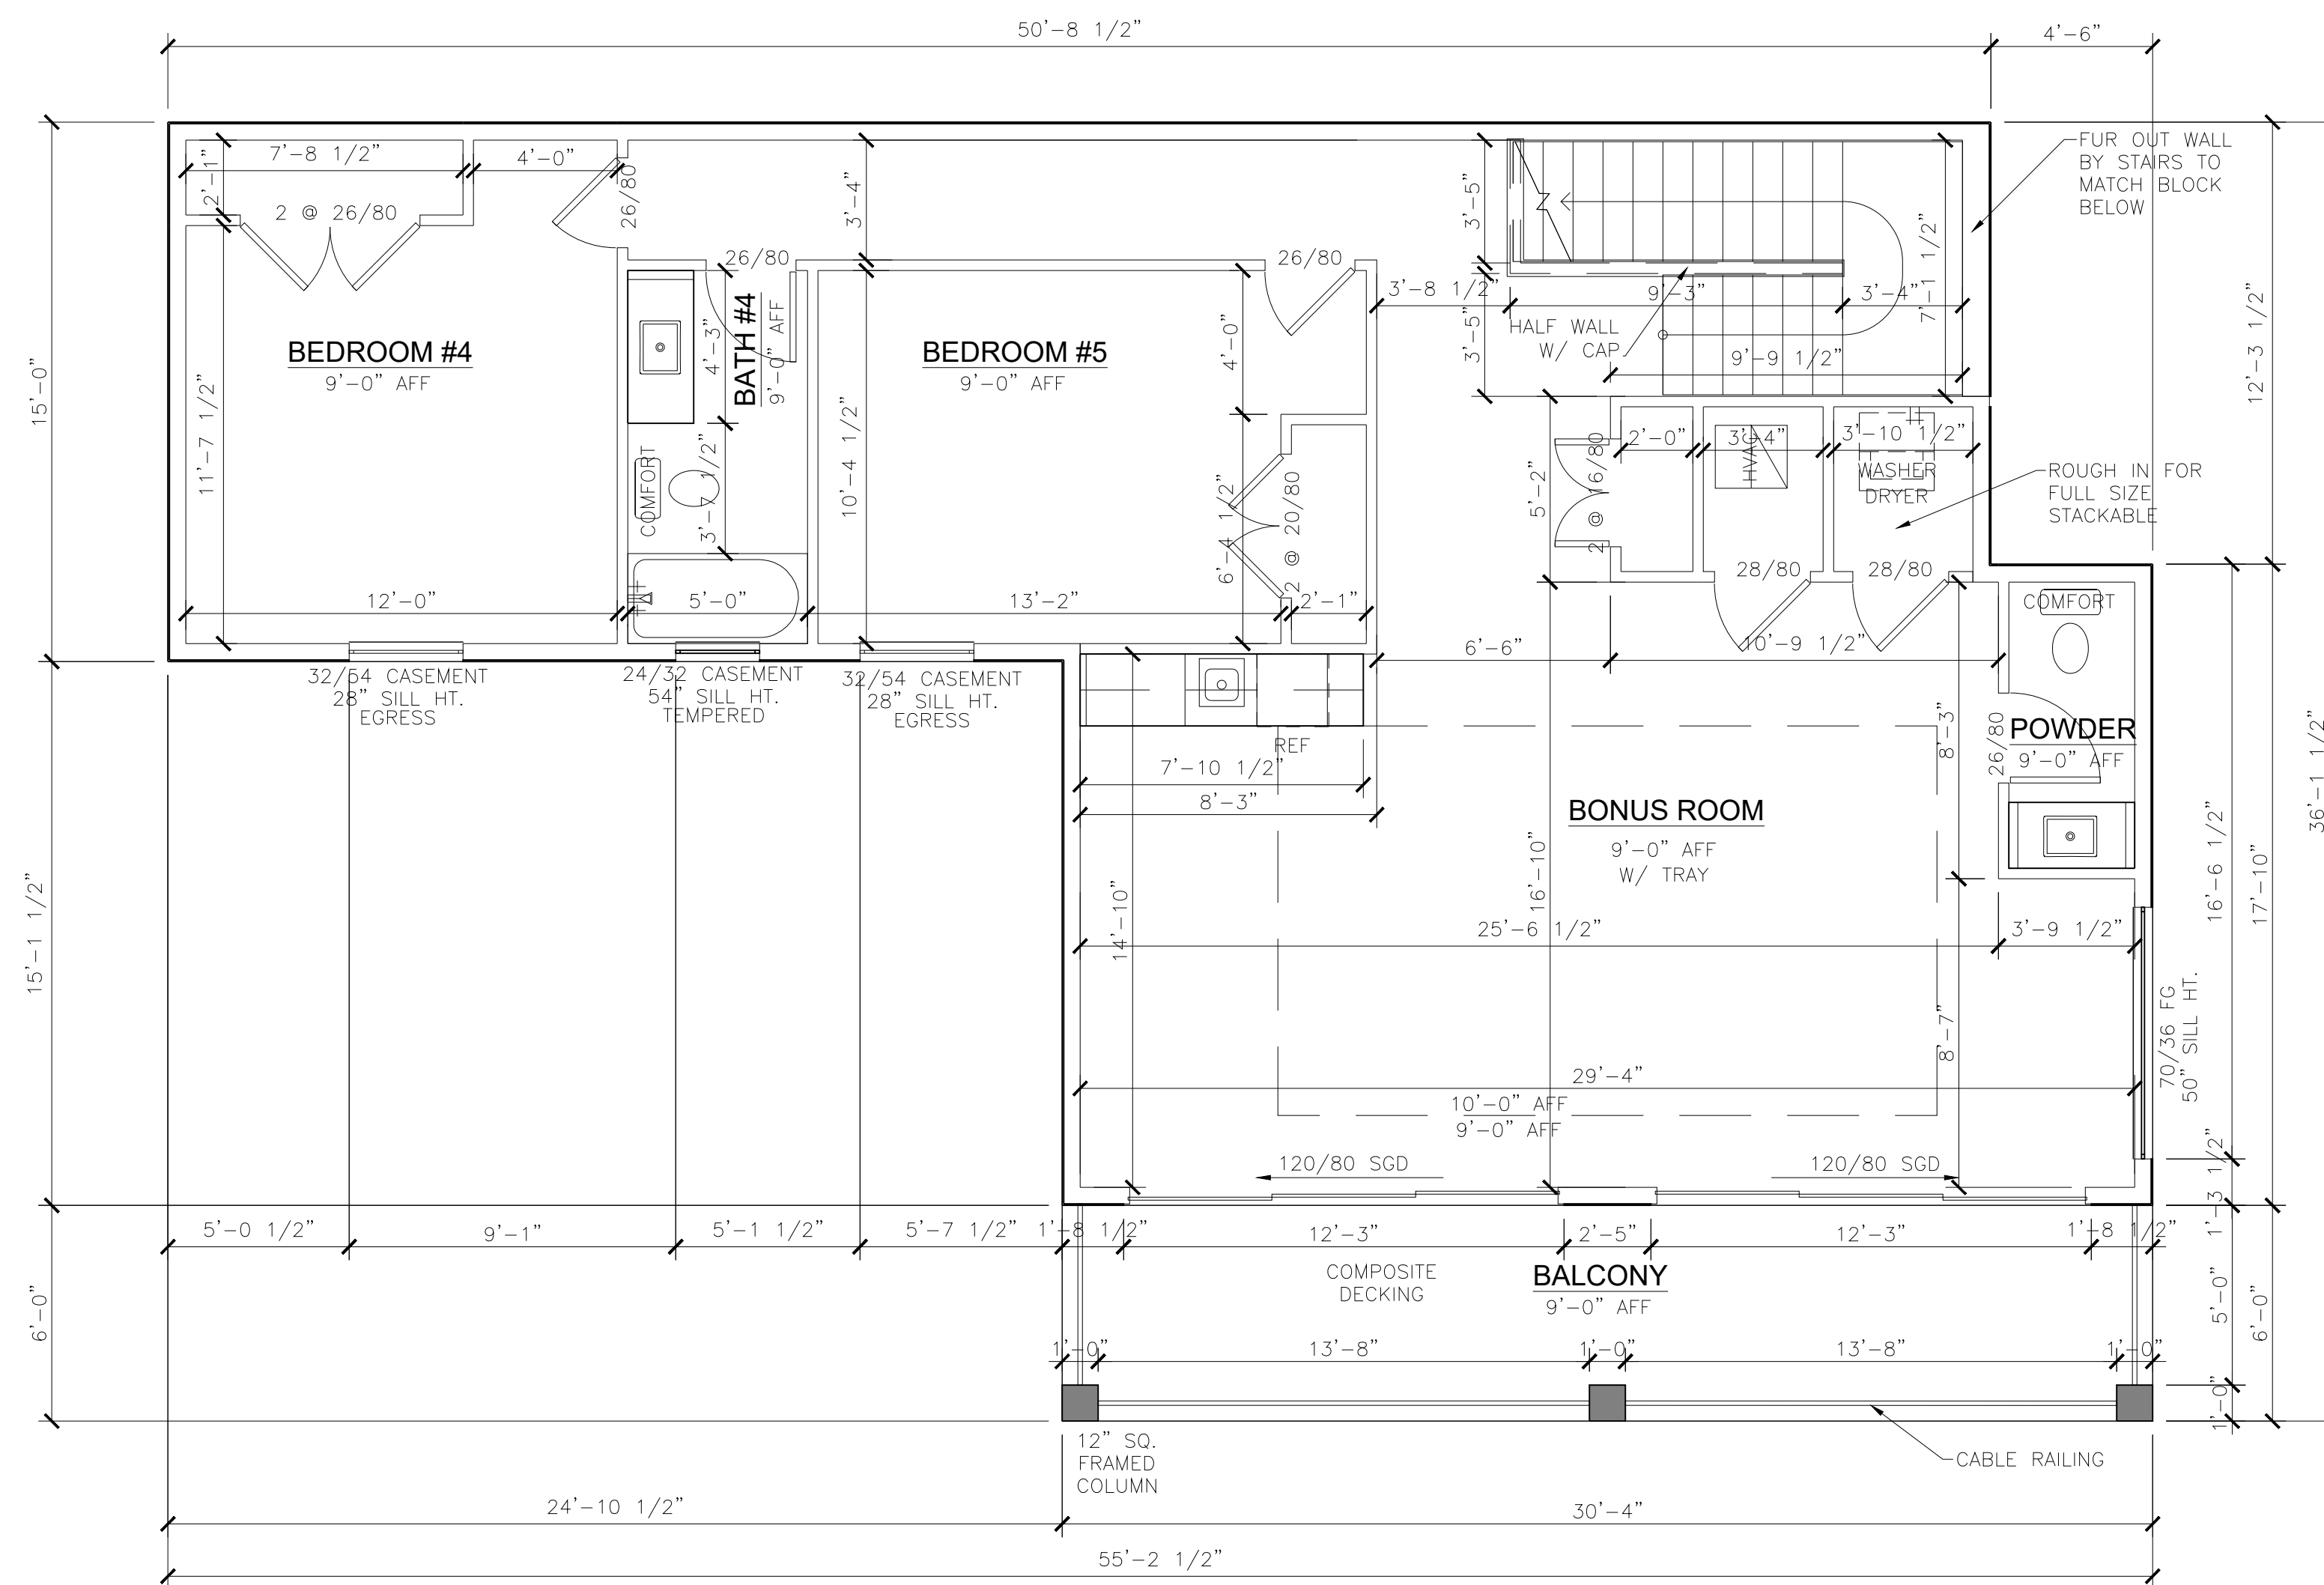 50'-8 1/2"
4'-6"
7'-8 1/2"
4'-0"
2'-1"
2 @ 26/80
26/80
3'-4"
3'-5"
7'-1 1/2"
FUR OUT WALL
BY STAIRS TO
MATCH BLOCK
BELOW
26/80
26/80
3'-8 1/2"
9'-3"
3'-4"
3'-5"
HALF WALL
W/ CAP
9'-9 1/2"
12'-3 1/2"
15'-0"
BEDROOM #4
9'-0" AFF
11'-7 1/2"
4'-3"
BATH #4
9'-0" AFF
BEDROOM #5
9'-0" AFF
4'-0"
10'-4 1/2"
COMFORT
3'-7 1/2"
6'-4 1/2"
2 @ 20/80
5'-2"
2 @ 16/80
2'-0"
3'-4"
HVAC
3'-10 1/2"
WASHER
DRYER
ROUGH IN FOR
FULL SIZE
STACKABLE
28/80
28/80
12'-0"
5'-0"
13'-2"
2'-1"
6'-6"
10'-9 1/2"
COMFORT
32/54 CASEMENT
28" SILL HT.
EGRESS
24/32 CASEMENT
54" SILL HT.
TEMPERED
32/54 CASEMENT
28" SILL HT.
EGRESS
REF
7'-10 1/2"
8'-3"
8'-3"
26/80
POWDER
9'-0" AFF
36'-1 1/2"
BONUS ROOM
9'-0" AFF
W/ TRAY
15'-1 1/2"
14'-10"
16'-10"
16'-6 1/2"
17'-10"
25'-6 1/2"
3'-9 1/2"
8'-7"
70/36 FG
50" SILL HT.
29'-4"
10'-0" AFF
9'-0" AFF
120/80 SGD
120/80 SGD
1'-3 1/2"
5'-0 1/2"
9'-1"
5'-1 1/2"
5'-7 1/2"
1'-8 1/2"
12'-3"
2'-5"
12'-3"
1'-8 1/2"
COMPOSITE
DECKING
BALCONY
9'-0" AFF
6'-0"
5'-0"
6'-0"
1'-0"
13'-8"
1'-0"
13'-8"
1'-0"
1'-0"
12" SQ.
FRAMED
COLUMN
CABLE RAILING
24'-10 1/2"
30'-4"
55'-2 1/2"